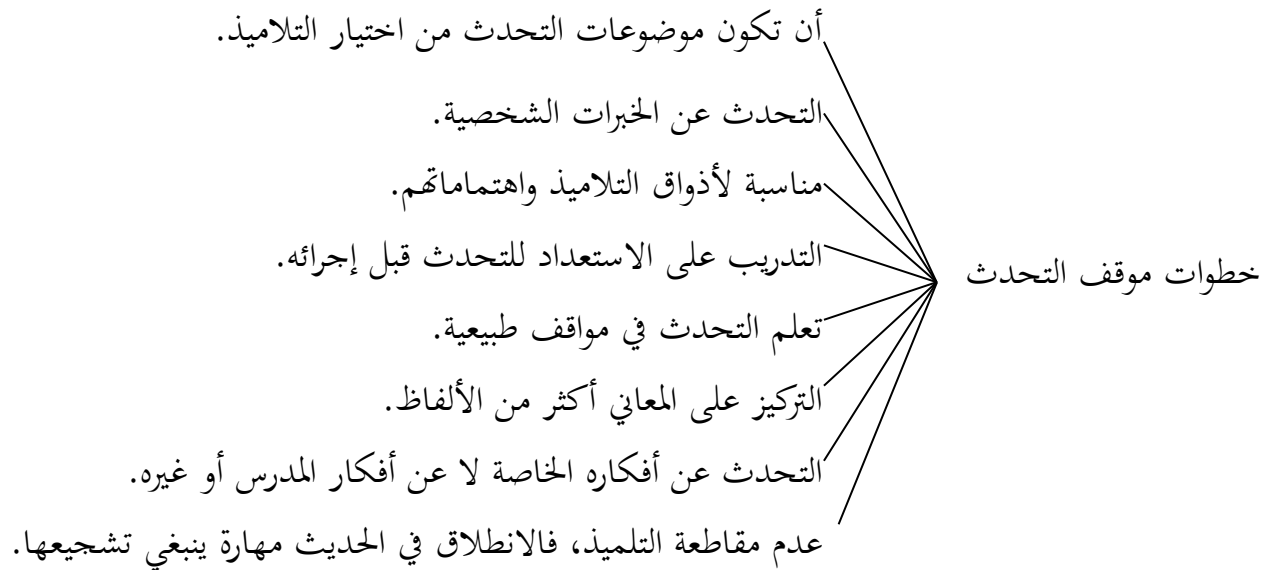 خطوات موقف التحدث
أن تكون موضوعات التحدث من اختيار التلاميذ.
التحدث عن الخبرات الشخصية.
مناسبة لأذواق التلاميذ واهتماماتهم.
التدريب على الاستعداد للتحدث قبل إجرائه.
تعلم التحدث في مواقف طبيعية.
التركيز على المعاني أكثر من الألفاظ.
التحدث عن أفكاره الخاصة لا عن أفكار المدرس أو غيره.
عدم مقاطعة التلميذ، فالانطلاق في الحديث مهارة ينبغي تشجيعها.